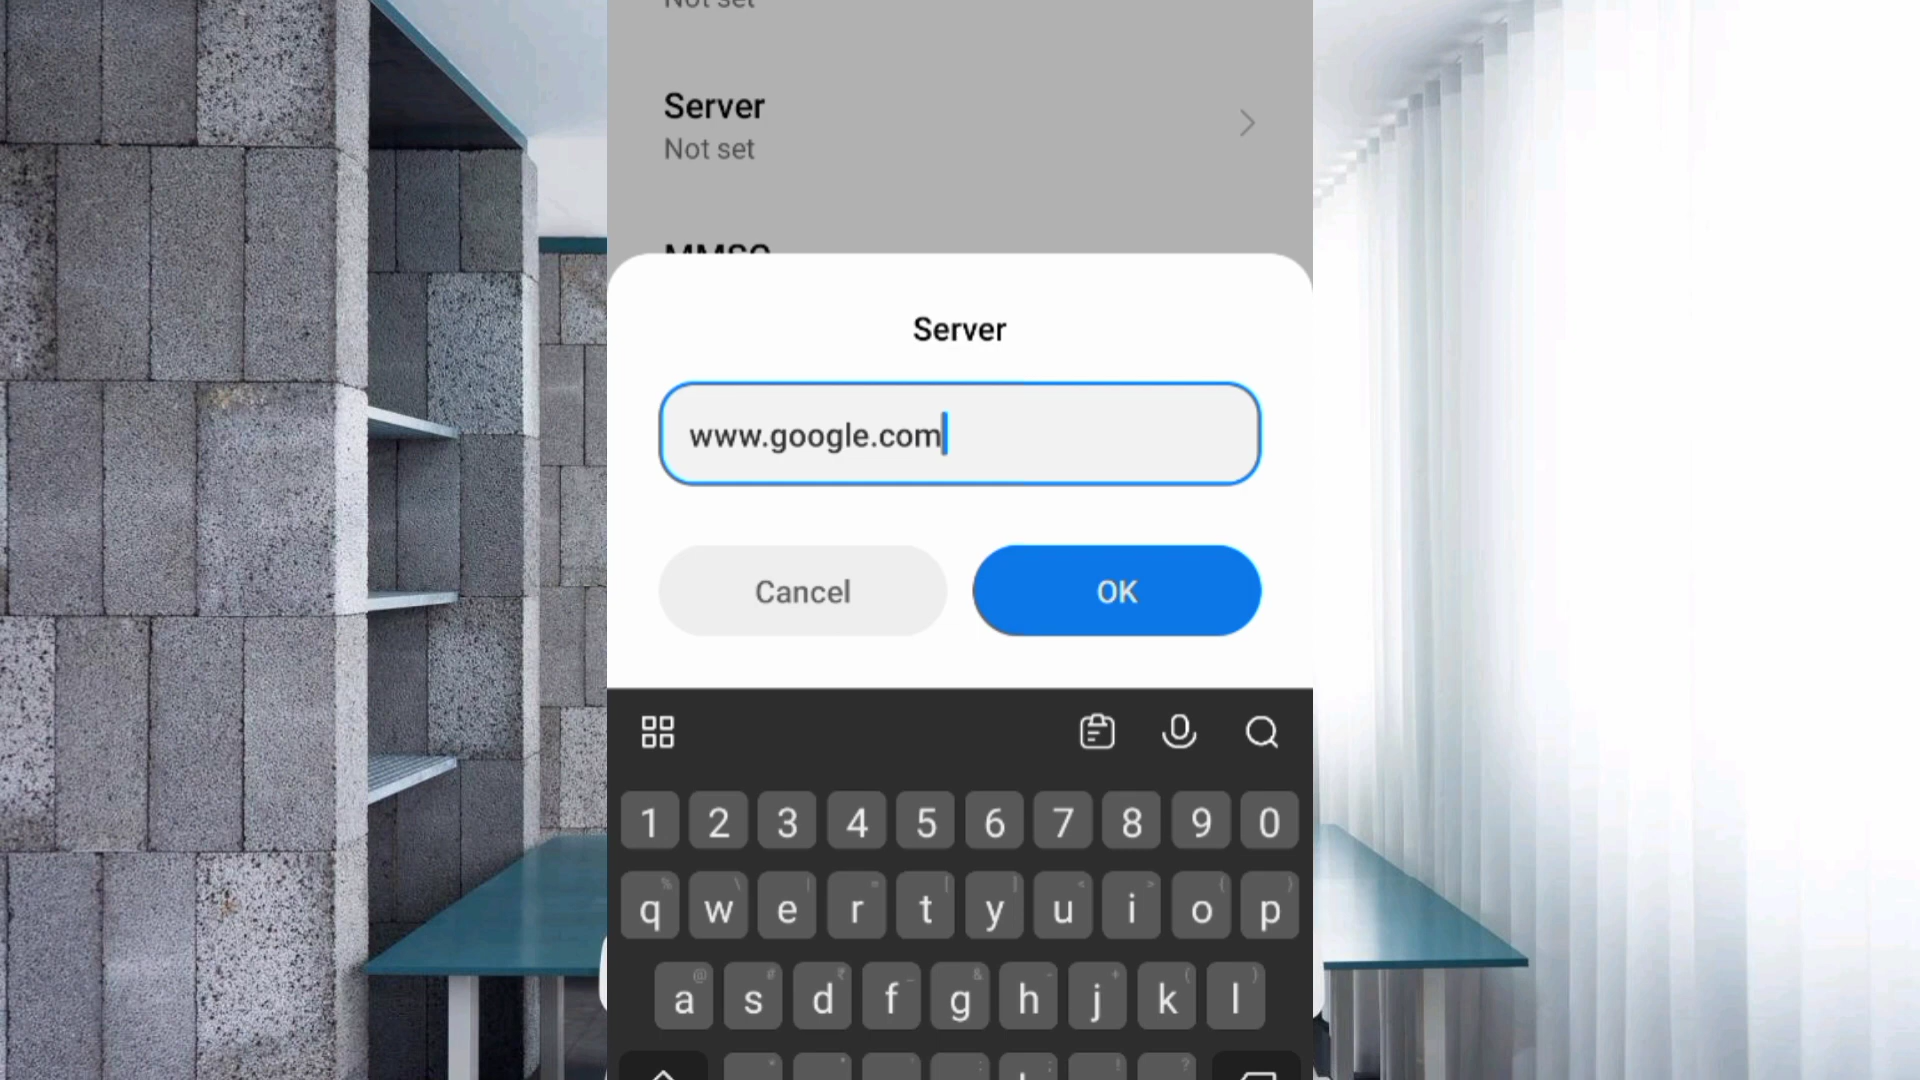 Not set
Server
Not set
MMSC
Server
www.google.com
Cancel
OK
1 2 3 4 5 6 7 8 9 0
% \ | = [ ] < > { }
q w e r t y u i o p
@ # ₹ _ & - + ( )
a s d f g h j k l